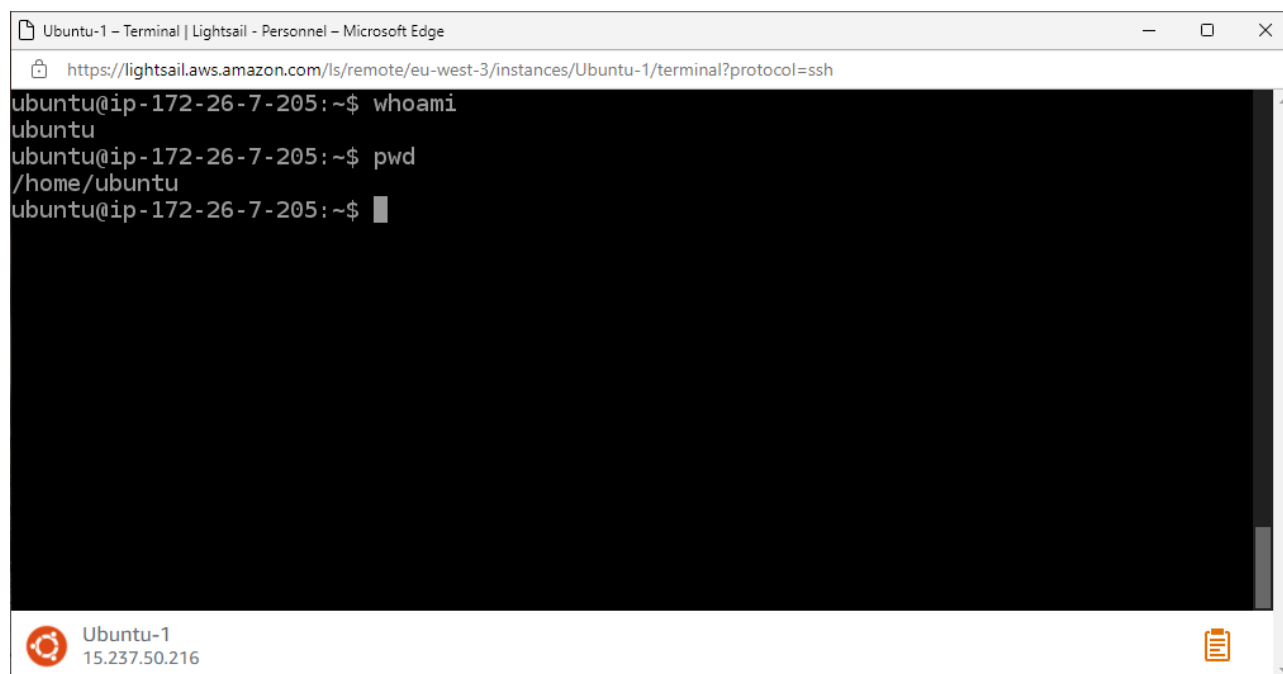 Ubuntu-1 – Terminal | Lightsail - Personnel – Microsoft Edge
https://lightsail.aws.amazon.com/ls/remote/eu-west-3/instances/Ubuntu-1/terminal?protocol=ssh
ubuntu@ip-172-26-7-205:~$ whoami
ubuntu
ubuntu@ip-172-26-7-205:~$ pwd
/home/ubuntu
ubuntu@ip-172-26-7-205:~$
Ubuntu-1
15.237.50.216